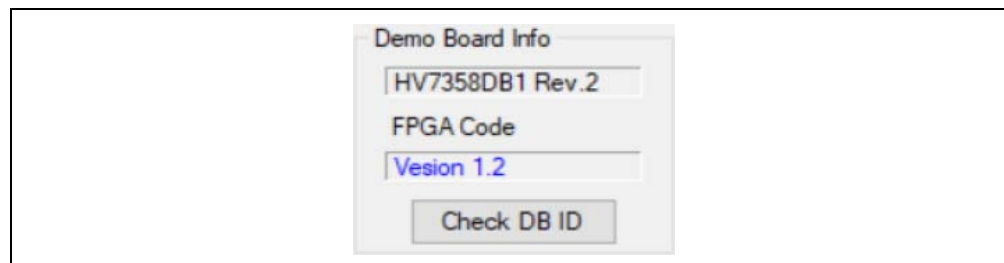 Demo Board Info
HV7358DB1 Rev.2
FPGA Code
Vesion 1.2
Check DB ID